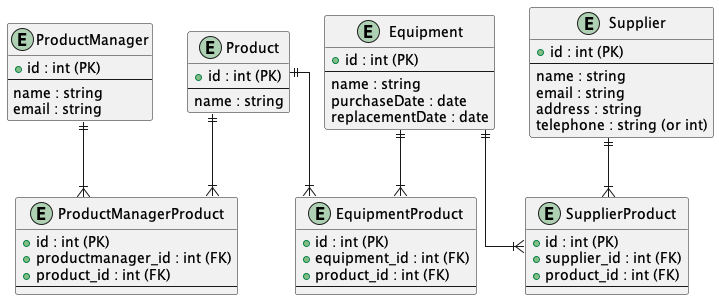 E ProductManager
id : int (PK)
name : string
email : string
E Product
id : int (PK)
name : string
E Equipment
id : int (PK)
name : string
purchaseDate : date
replacementDate : date
E Supplier
id : int (PK)
name : string
email : string
address : string
telephone : string (or int)
E ProductManagerProduct
id : int (PK)
productmanager_id : int (FK)
product_id : int (FK)
E EquipmentProduct
id : int (PK)
equipment_id : int (FK)
product_id : int (FK)
E SupplierProduct
id : int (PK)
supplier_id : int (FK)
product_id : int (FK)